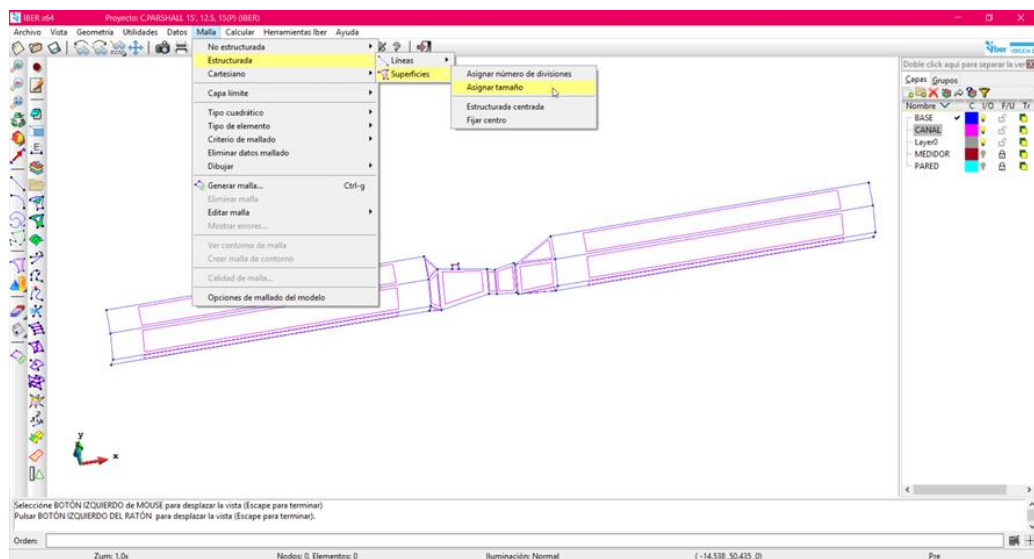 IBER x64 Proyecto: C.PARSHALL 15', 12.5, 15(P) (IBER)
Archivo Vista Geometría Utilidades Datos Malla Calcular Herramientas Iber Ayuda
No estructurada
Estructurada
Cartesiano
Capa límite
Tipo cuadrático
Tipo de elemento
Criterio de mallado
Eliminar datos mallado
Dibujar
Generar malla... Ctrl-g
Eliminar malla
Editar malla
Mostrar errores...
Ver contorno de malla
Crear malla de contorno
Calidad de malla...
Opciones de mallado del modelo
Líneas
Superficies
Asignar número de divisiones
Asignar tamaño
Estructurada centrada
Fijar centro
Iber
Doble click aquí para separar la ver
Capas Grupos
Nombre C I/O F/U Tr
BASE
CANAL
Layer0
MEDIDOR
PARED
y
x
Seleccióne BOTÓN IZQUIERDO de MOUSE para desplazar la vista (Escape para terminar)
Pulsar BOTÓN IZQUIERDO DEL RATÓN para desplazar la vista (Escape para terminar).
Orden:
Zum: 1.0x Nodos: 0, Elementos: 0 Iluminación: Normal (-14.538, 50.435, 0) Pre